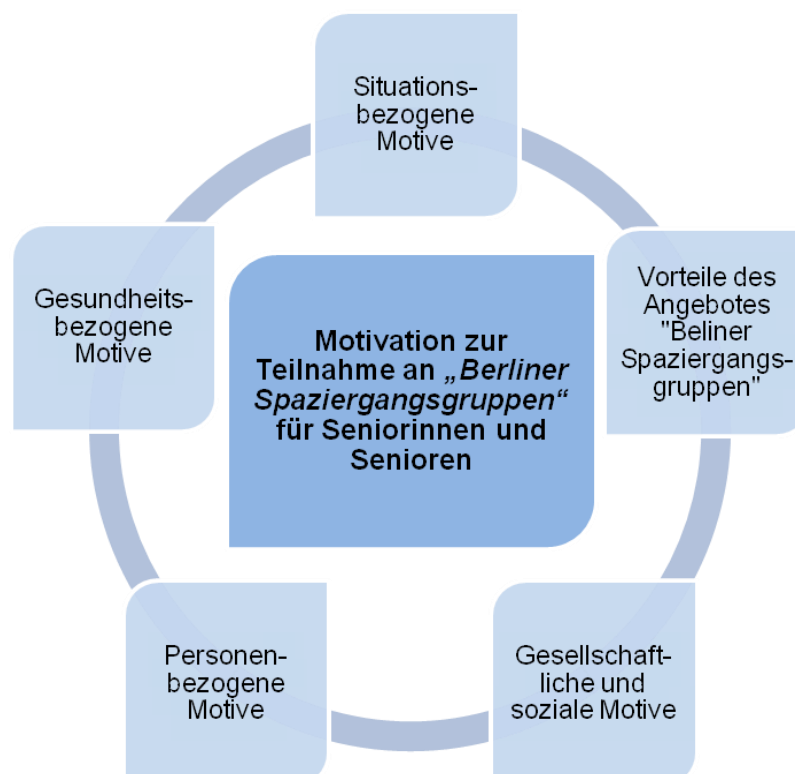 Situations-
bezogene
Motive
Gesundheits-
bezogene
Motive
Vorteile des
Angebotes
"Beliner
Spaziergangs-
gruppen"
Motivation zur
Teilnahme an „Berliner
Spaziergangsgruppen“
für Seniorinnen und
Senioren
Personen-
bezogene
Motive
Gesellschaft-
liche und
soziale Motive